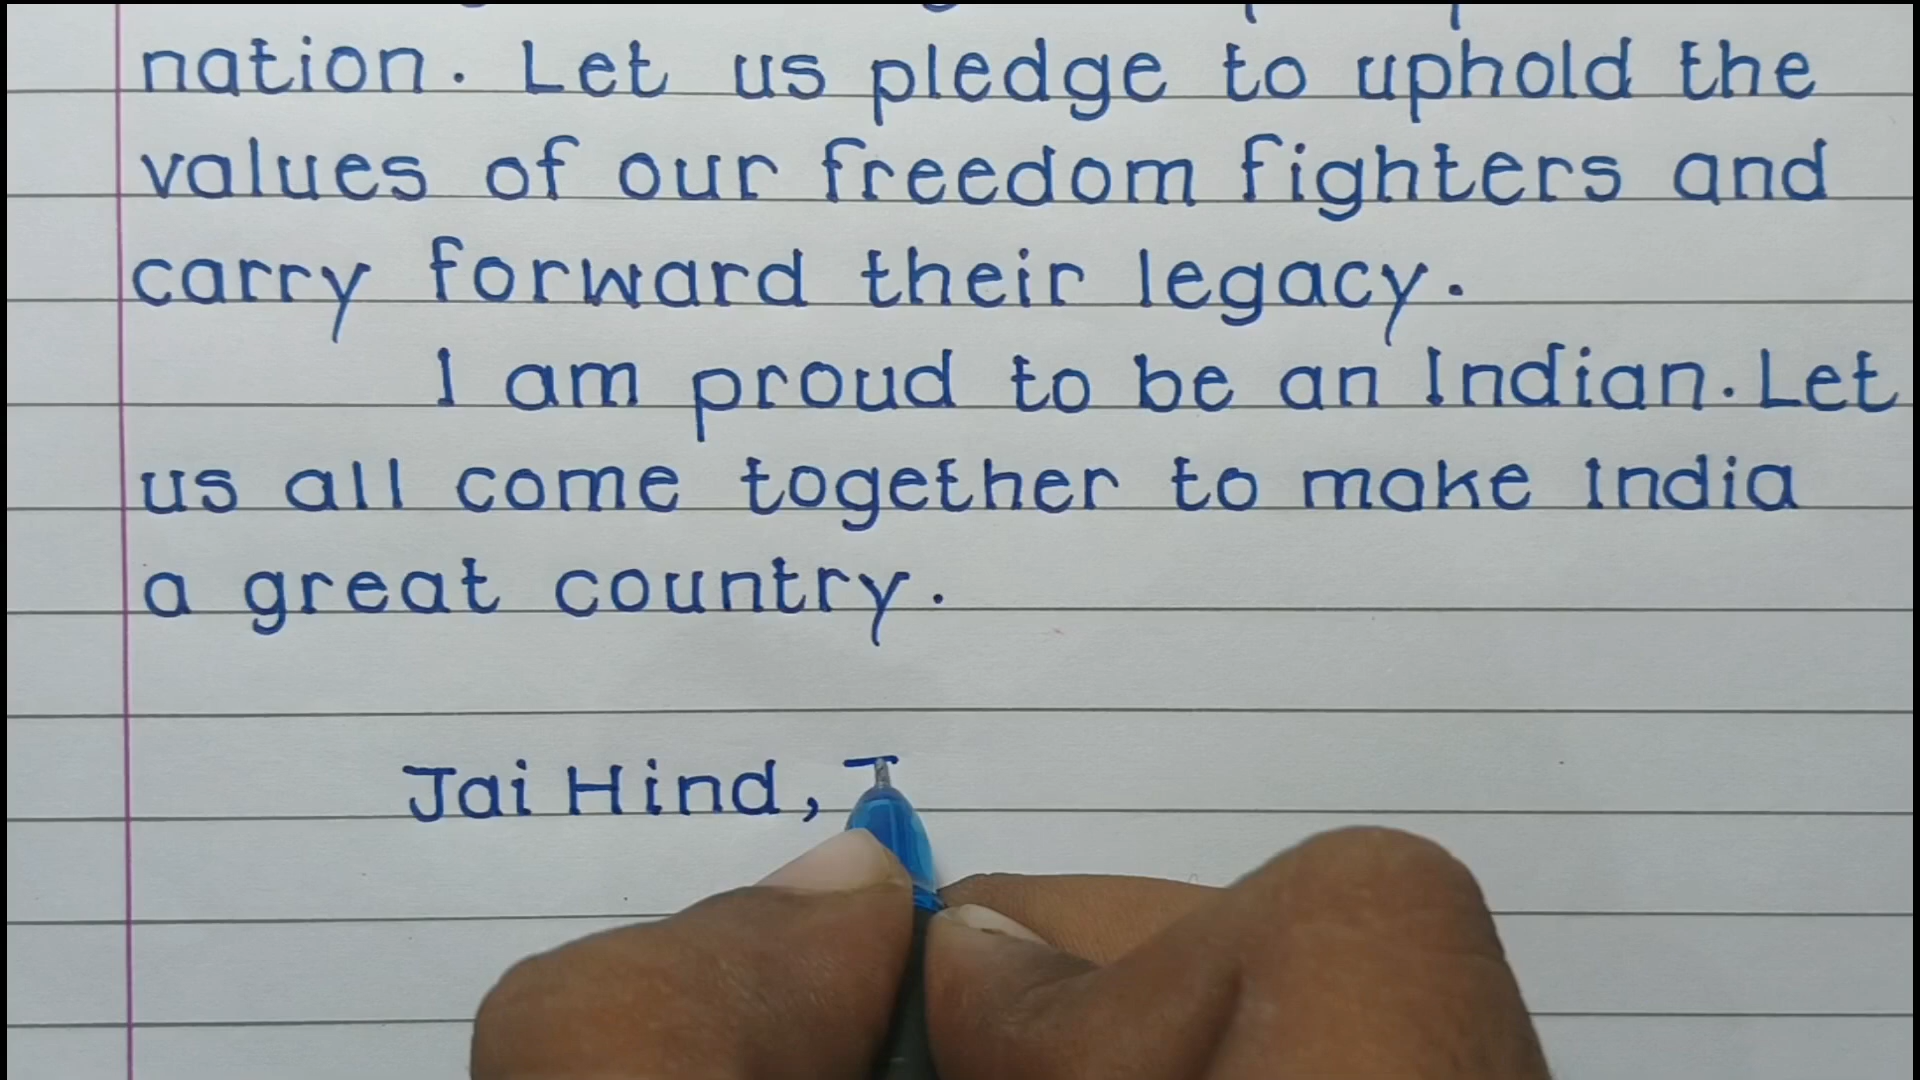 nation. Let us pledge to uphold the
values of our freedom fighters and
carry forward their legacy.
I am proud to be an Indian. Let
us all come together to make India
a great country.
Jai Hind, J